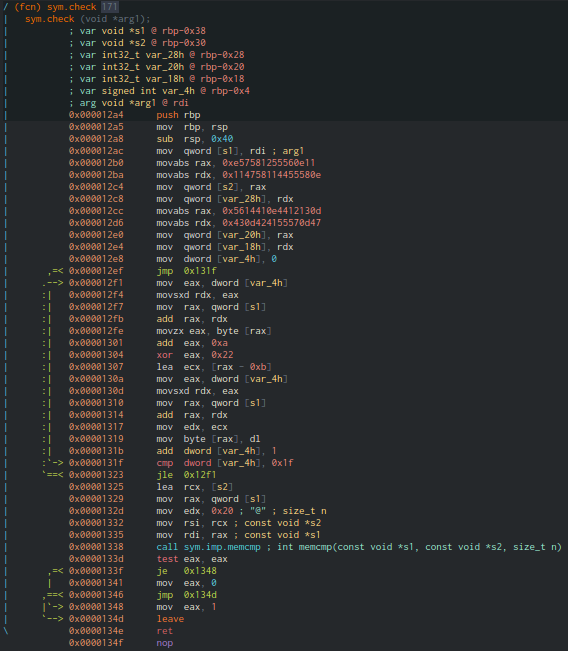 / (fcn) sym.check 171
|   sym.check (void *arg1);
|           ; var void *s1 @ rbp-0x38
|           ; var void *s2 @ rbp-0x30
|           ; var int32_t var_28h @ rbp-0x28
|           ; var int32_t var_20h @ rbp-0x20
|           ; var int32_t var_18h @ rbp-0x18
|           ; var signed int var_4h @ rbp-0x4
|           ; arg void *arg1 @ rdi
|           0x000012a4      push rbp
|           0x000012a5      mov rbp, rsp
|           0x000012a8      sub rsp, 0x40
|           0x000012ac      mov qword [s1], rdi ; arg1
|           0x000012b0      movabs rax, 0xe57581255560e11
|           0x000012ba      movabs rdx, 0x114758114455580e
|           0x000012c4      mov qword [s2], rax
|           0x000012c8      mov qword [var_28h], rdx
|           0x000012cc      movabs rax, 0x5614410e4412130d
|           0x000012d6      movabs rdx, 0x430d424155570d47
|           0x000012e0      mov qword [var_20h], rax
|           0x000012e4      mov qword [var_18h], rdx
|           0x000012e8      mov dword [var_4h], 0
|       ,=< 0x000012ef      jmp 0x131f
|      .--> 0x000012f1      mov eax, dword [var_4h]
|      :|   0x000012f4      movsxd rdx, eax
|      :|   0x000012f7      mov rax, qword [s1]
|      :|   0x000012fb      add rax, rdx
|      :|   0x000012fe      movzx eax, byte [rax]
|      :|   0x00001301      add eax, 0xa
|      :|   0x00001304      xor eax, 0x22
|      :|   0x00001307      lea ecx, [rax - 0xb]
|      :|   0x0000130a      mov eax, dword [var_4h]
|      :|   0x0000130d      movsxd rdx, eax
|      :|   0x00001310      mov rax, qword [s1]
|      :|   0x00001314      add rax, rdx
|      :|   0x00001317      mov edx, ecx
|      :|   0x00001319      mov byte [rax], dl
|      :|   0x0000131b      add dword [var_4h], 1
|      :`-> 0x0000131f      cmp dword [var_4h], 0x1f
|      `==< 0x00001323      jle 0x12f1
|           0x00001325      lea rcx, [s2]
|           0x00001329      mov rax, qword [s1]
|           0x0000132d      mov edx, 0x20 ; "@" ; size_t n
|           0x00001332      mov rsi, rcx ; const void *s2
|           0x00001335      mov rdi, rax ; const void *s1
|           0x00001338      call sym.imp.memcmp ; int memcmp(const void *s1, const void *s2, size_t n)
|           0x0000133d      test eax, eax
|       ,=< 0x0000133f      je 0x1348
|       |   0x00001341      mov eax, 0
|      ,==< 0x00001346      jmp 0x134d
|      |`-> 0x00001348      mov eax, 1
|      `--> 0x0000134d      leave
\           0x0000134e      ret
            0x0000134f      nop